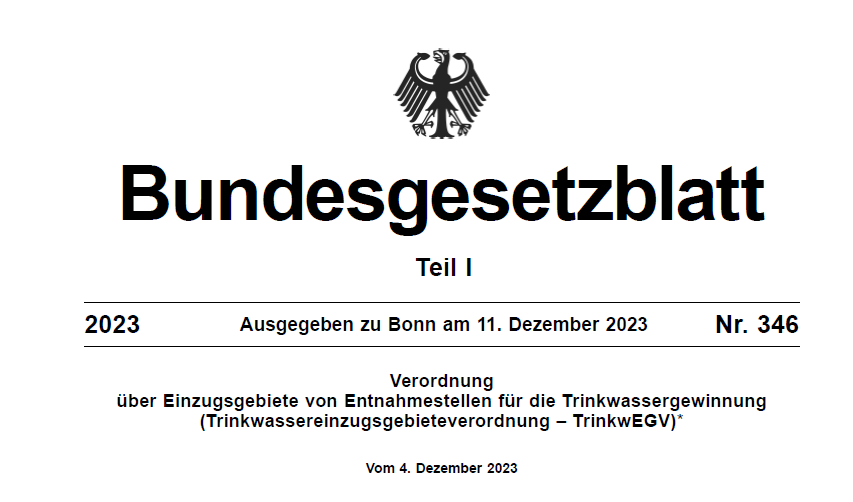 Bundesgesetzblatt
Teil I
2023 Ausgegeben zu Bonn am 11. Dezember 2023 Nr. 346
Verordnung
über Einzugsgebiete von Entnahmestellen für die Trinkwassergewinnung
(Trinkwassereinzugsgebieteverordnung – TrinkwEGV)*
Vom 4. Dezember 2023